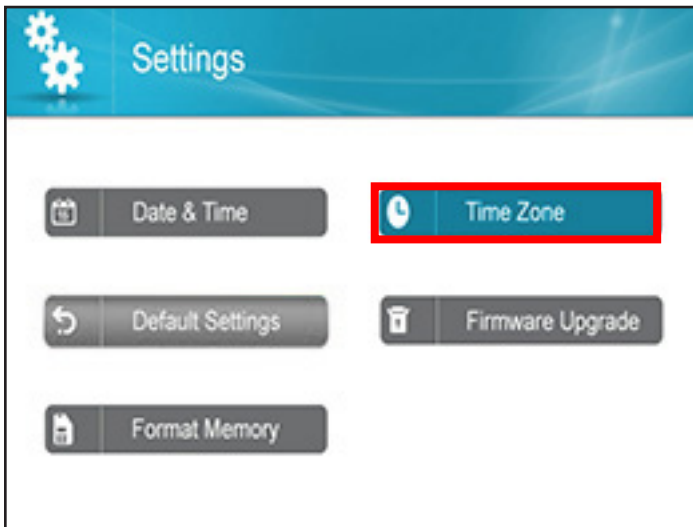 Settings
Date & Time
Time Zone
Default Settings
Firmware Upgrade
Format Memory